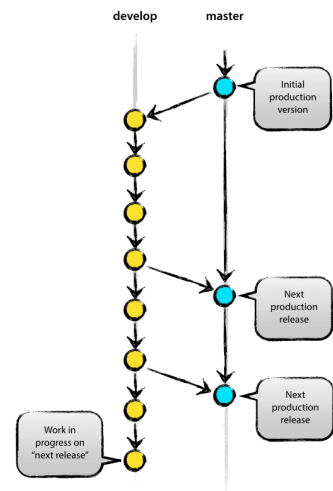 develop
master
Initial
production
version
Next
production
release
Next
production
release
Work in
progress on
“next release”